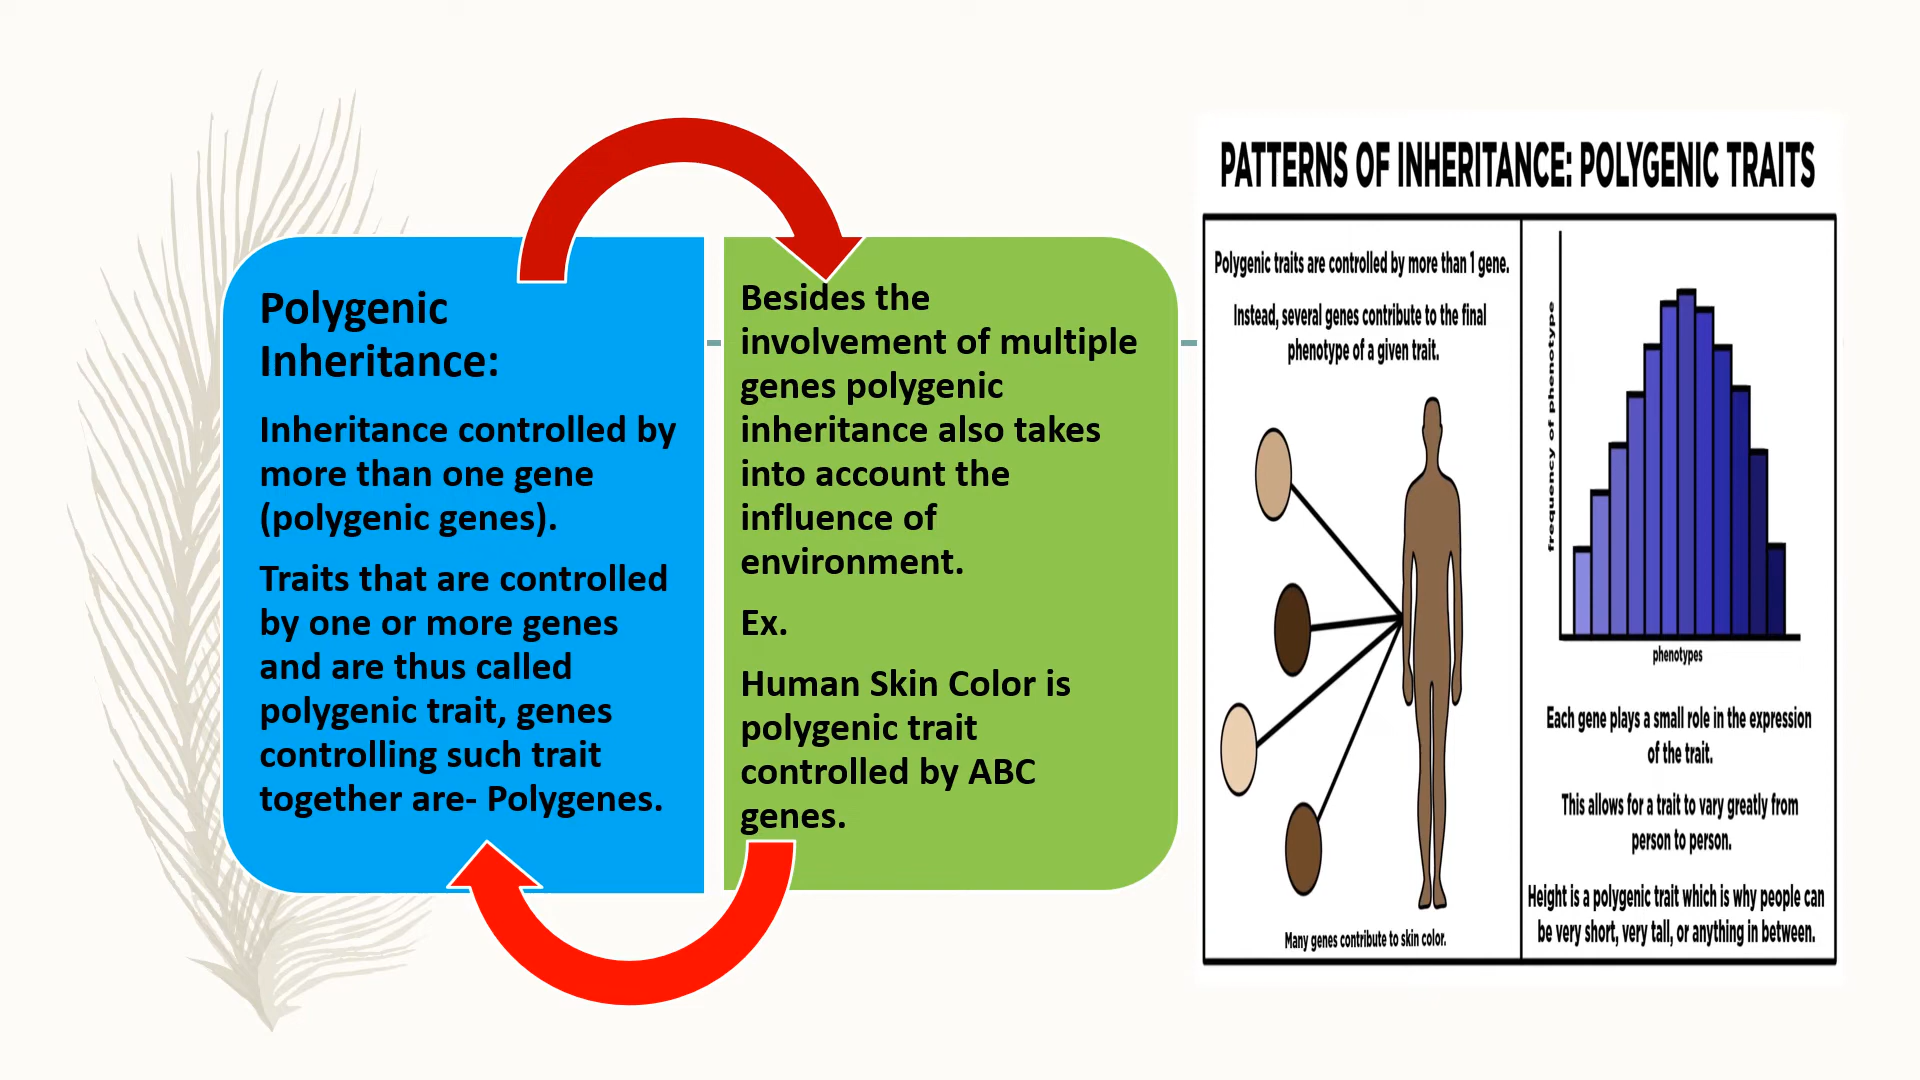 Polygenic
Inheritance:
Inheritance controlled by
more than one gene
(polygenic genes).
Traits that are controlled
by one or more genes
and are thus called
polygenic trait, genes
controlling such trait
together are- Polygenes.
Besides the
involvement of multiple
genes polygenic
inheritance also takes
into account the
influence of
environment.
Ex.
Human Skin Color is
polygenic trait
controlled by ABC
genes.
PATTERNS OF INHERITANCE: POLYGENIC TRAITS
Polygenic traits are controlled by more than 1 gene.
Instead, several genes contribute to the final
phenotype of a given trait.
Many genes contribute to skin color.
frequency of phenotype
phenotypes
Each gene plays a small role in the expression
of the trait.
This allows for a trait to vary greatly from
person to person.
Height is a polygenic trait which is why people can
be very short, very tall, or anything in between.